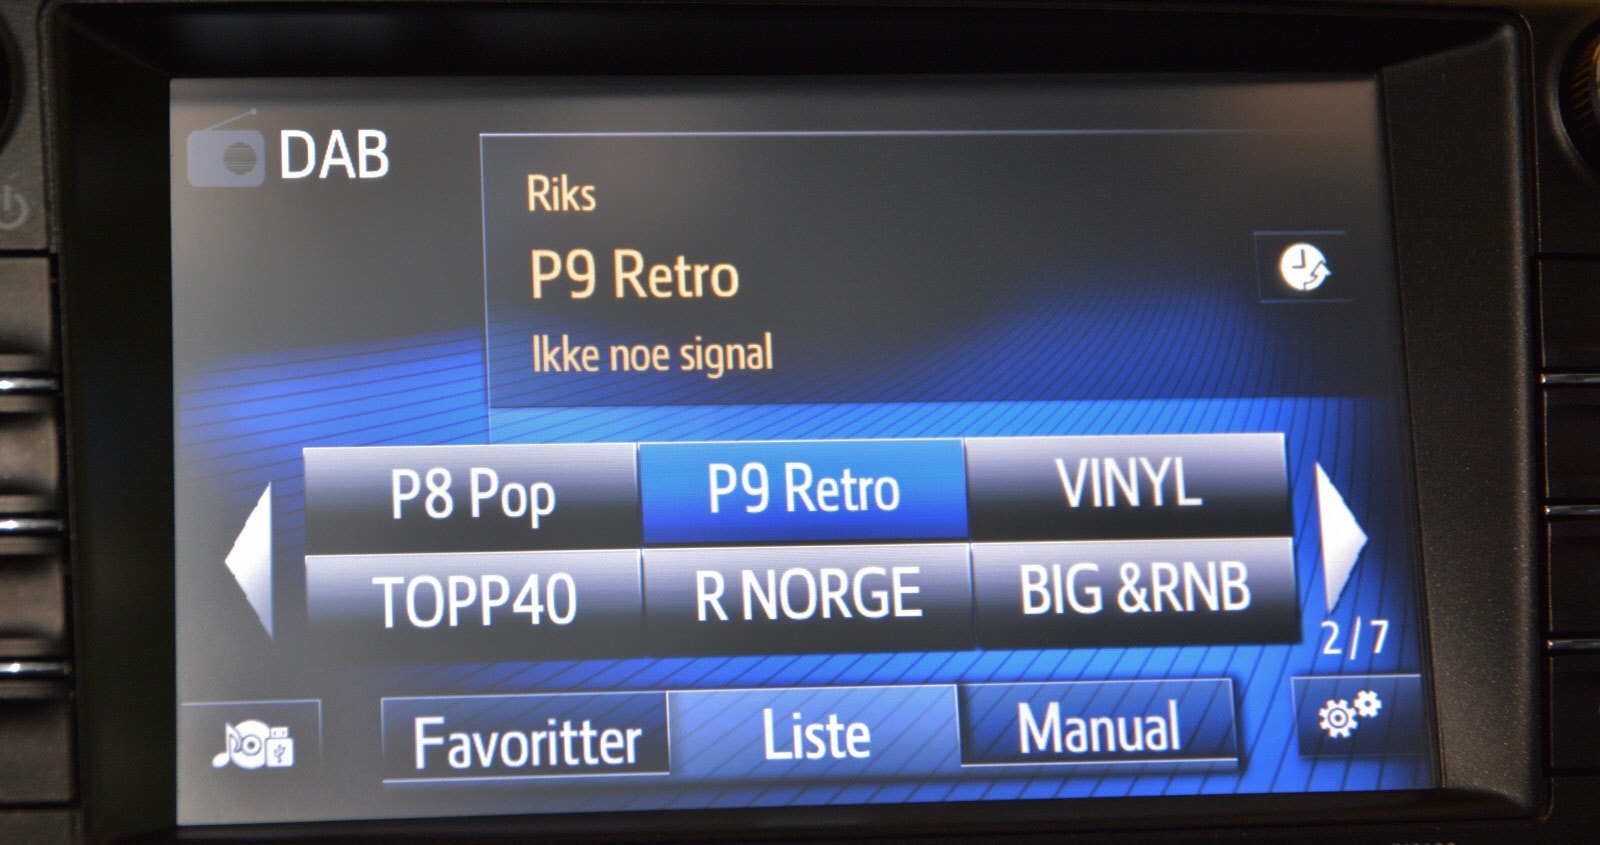 DAB
Riks
P9 Retro
Ikke noe signal
P8 Pop
P9 Retro
VINYL
TOPP40
R NORGE
BIG &RNB
2/7
Favoritter
Liste
Manual